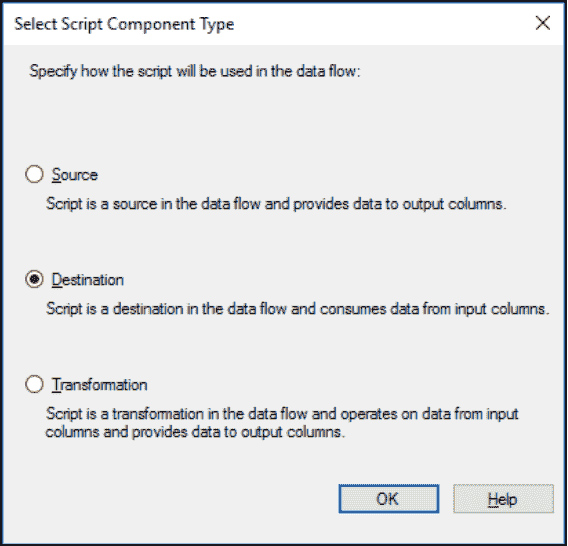 Select Script Component Type
Specify how the script will be used in the data flow:
Source
Script is a source in the data flow and provides data to output columns.
Destination
Script is a destination in the data flow and consumes data from input columns.
Transformation
Script is a transformation in the data flow and operates on data from input
columns and provides data to output columns.
OK
Help